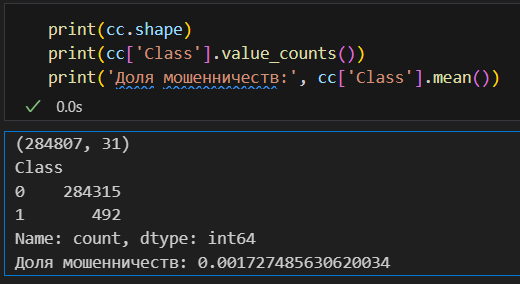 print(cc.shape)
print(cc['Class'].value_counts())
print('Доля мошенничеств:', cc['Class'].mean())
0.0s
(284807, 31)
Class
0    284315
1       492
Name: count, dtype: int64
Доля мошенничеств: 0.001727485630620034